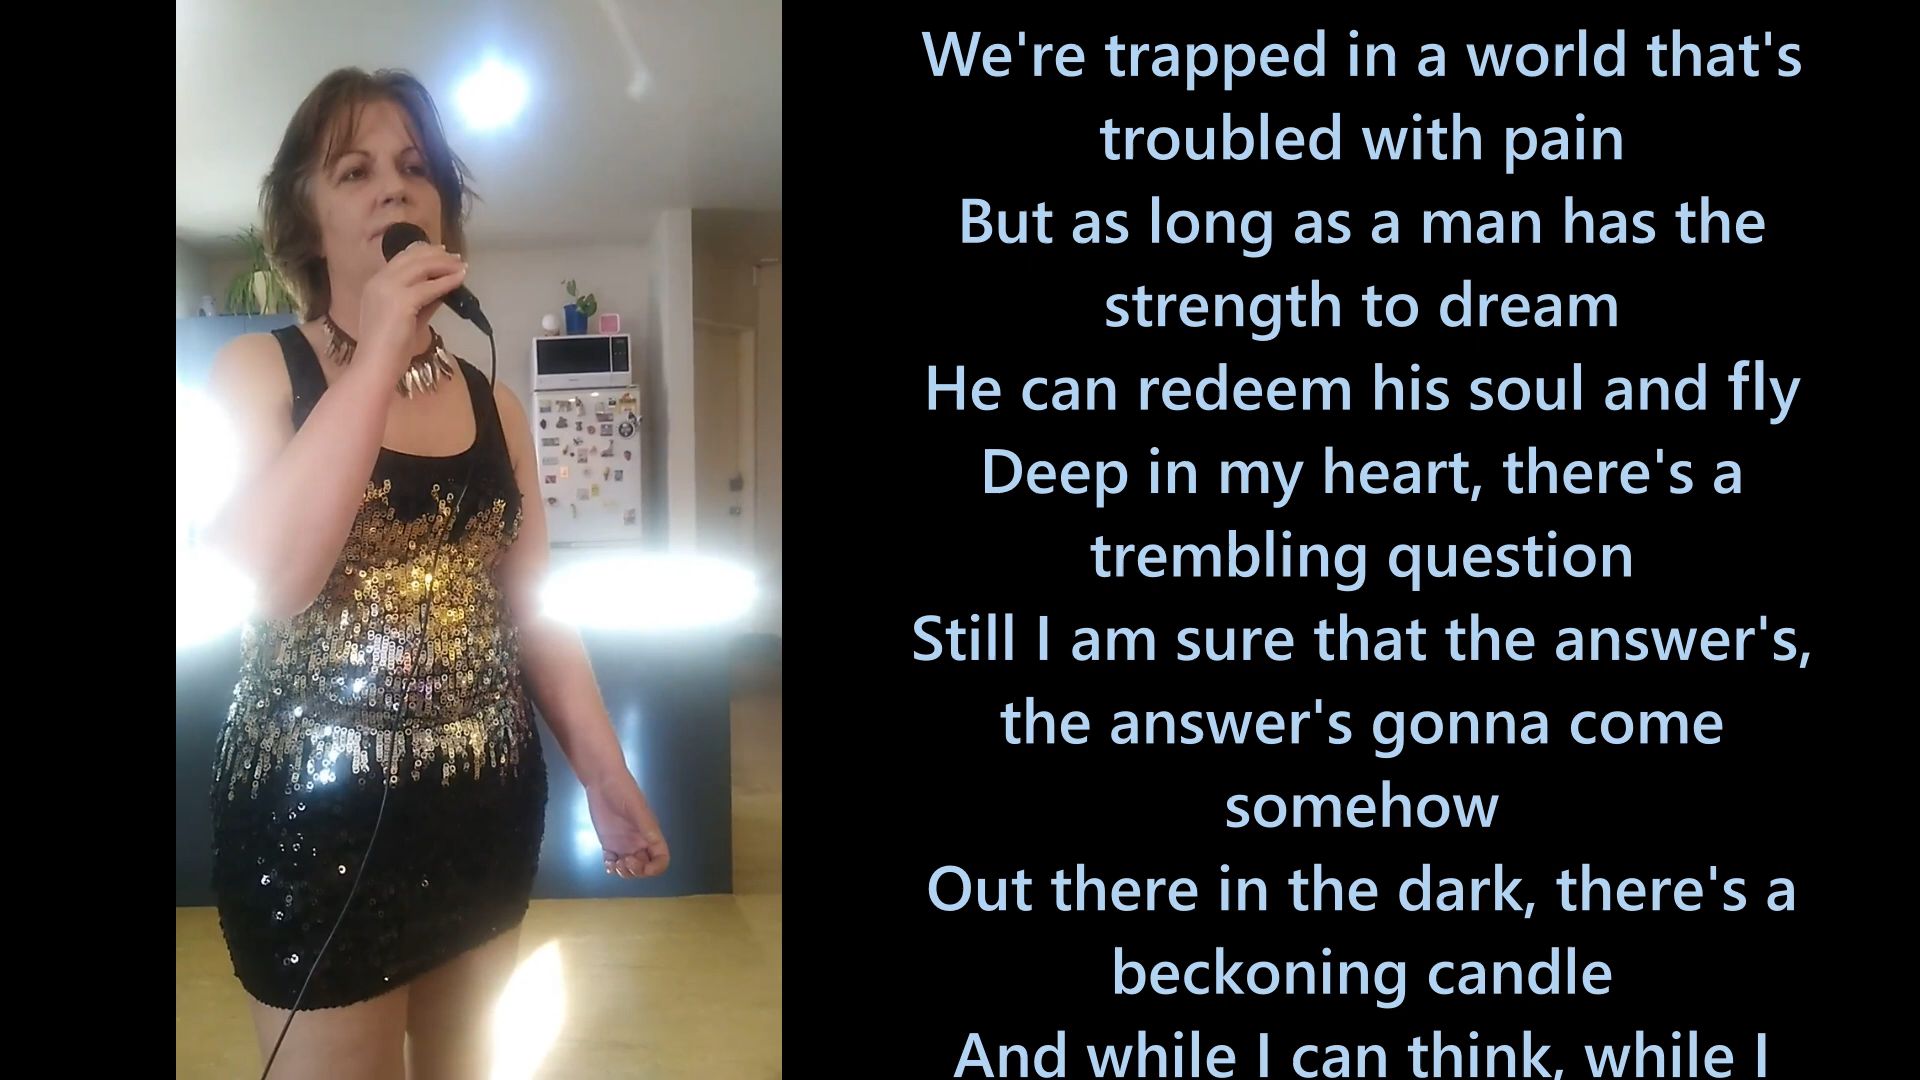 We're trapped in a world that's
troubled with pain
But as long as a man has the
strength to dream
He can redeem his soul and fly
Deep in my heart, there's a
trembling question
Still I am sure that the answer's,
the answer's gonna come
somehow
Out there in the dark, there's a
beckoning candle
And while I can think, while I